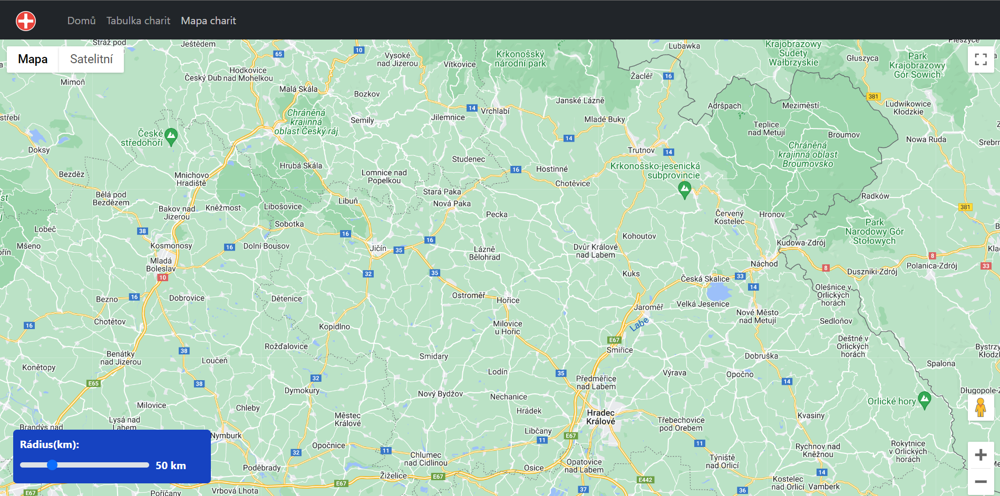 Domů
Tabulka charit
Mapa charit
Mapa
Satelitní
Stráž pod
Ještědem
65
10
Vysoké
nad Jizerou
Vítkovice
Krkonošský
národní park
Lubawka
Krajobrazowy
Sudety
Wałbrzyskie
Głuszyca
Pieszyce
Park
Krajobrazowy
Gór Sowich
Hodkovice
nad Mohelkou
Český Dub
Mimoň
Malá Skála
Bozkov
Žacléř
16
Janské Lázně
Adršpach
Meziměstí
381
Ludwikowice
Kłodzkie
14
Vrchlabí
Jilemnice
Semily
Chráněná
krajinná
oblast Český ráj
Mladé Buky
Teplice
nad Metují
Broumov
Nowa Ruda
České
středohoří
Doksy
14
Chráněná
krajinná oblast
Broumovsko
Trutnov
14
Studenec
Hrubá Skála
Lomnice nad
Popelkou
16
Hostinné
Krkonošsko-jesenická
subprovincie
Bezděz
Mnichovo
Hradiště
Chotěvice
Stará Paka
Nová Paka
Radków
381
Bělá pod
Bezdězem
Bakov nad
Jizerou
Kněžmost
Libošovice
Libuň
Pecka
Červený
Kostelec
Hronov
Park
Narodowy Gór
Stołowych
Lobeč
38
Sobotka
16
16
Kohoutov
Mšeno
Kosmonosy
16
Dolní Bousov
Jičín
35
Lázně
Bělohrad
Dvůr Králové
nad Labem
Kudowa-Zdrój
8
Mladá
Boleslav
10
32
35
Kuks
Česká Skalice
33
Náchod
8
Duszniki-Zdrój
Polanica-Zdrój
33
14
Bezno
16
Dobrovice
Dětenice
Ostroměř
Hořice
Jaroměř
Velká Jesenice
Olešnice v
Orlických
horách
Nové Město
nad Metují
Sedloňov
Chotětov
16
Kopidlno
Milovice
u Hořic
Labe
E67
Smiřice
Deštné v
Orlických
horách
Rožďalovice
38
Benátky
nad Jizerou
Loučeň
Konětopy
Smidary
Dobruška
Spalona
E65
38
32
Lodín
35
Předměřice
nad Labem
Výrava
Opočno
14
Dymokury
Nový Bydžov
Nechanice
Milovice
Chleby
Hrádek
Hradec
Králové
Orlické hory
Městec
Králové
Třebechovice
pod Orebem
Kvasiny
Brandýs nad
Lysá nad
Labem
Nymburk
Libčany
11
E67
11
Rádius(km):
50 km
Opočnice
32
11
Chlumec
nad Cidlinou
Rychnov nad
Kněžnou
Rokytnice
v Orlických
horách
Poděbrady
Osice
Opatovice
nad Labem
Týniště
nad Orlicí
14
Žiželice
E67
E67
E442
Kostelec
nad Orlicí
Vamberk
E67
Poříčany
Vrbová Lhota
37
36